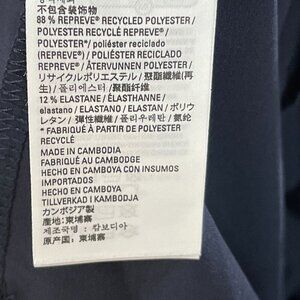 不包含装饰物
88 % REPREVE® RECYCLED POLYESTER /
POLYESTER RECYCLÉ REPREVE® /
POLYESTER* / poliéster reciclado
(REPREVE®) / POLIÉSTER RECICLADO
REPREVE® / ÅTERVUNNEN POLYESTER /
リサイクルポリエステル / 聚酯纖維(再
生)/ 폴리에스터 / 聚酯纤维
12 % ELASTANE / ÉLASTHANNE /
elastano / ELASTANO / ELASTAN / ポリウ
レタン / 彈性纖維 / 폴리우레탄 / 氨纶
* FABRIQUÉ À PARTIR DE POLYESTER
RECYCLÉ
MADE IN CAMBODIA
FABRIQUÉ AU CAMBODGE
HECHO EN CAMBOYA CON INSUMOS
IMPORTADOS
HECHO EN CAMBOYA
TILLVERKAD I KAMBODJA
カンボジア製
產地:柬埔寨
제조국명 : 캄보디아
原产国:柬埔寨